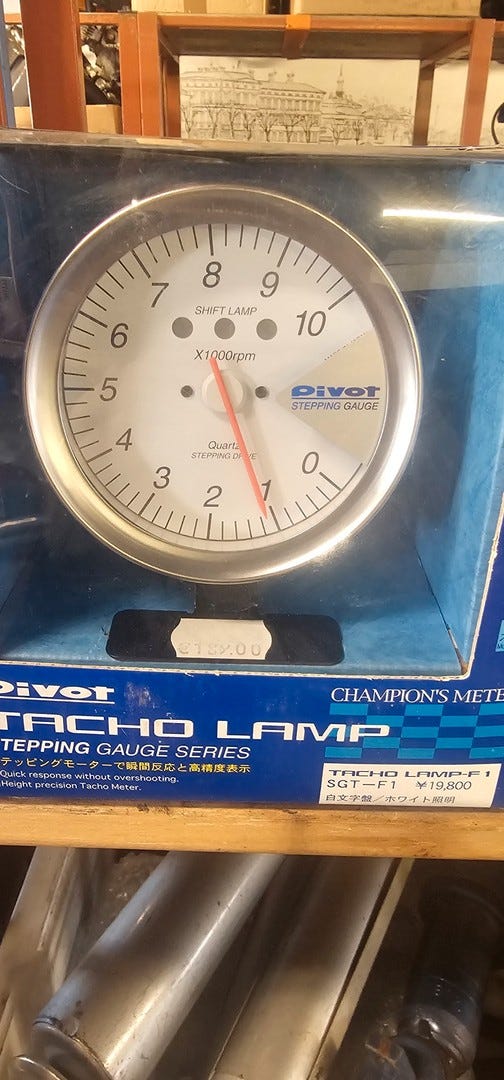 8
7
9
SHIFT LAMP
6
10
X1000rpm
5
Pivot
STEPPING GAUGE
4
Quartz
STEPPING DRIVE
3
0
2
1
Pivot
CHAMPION'S METE
TACHO LAMP
STEPPING GAUGE SERIES
テッピングモーターで瞬間反応と高精度表示
Quick response without overshooting.
Height precision Tacho Meter.
TACHO LAMP-F1
SGT-F1 ¥19,800
白文字盤/ホワイト照明